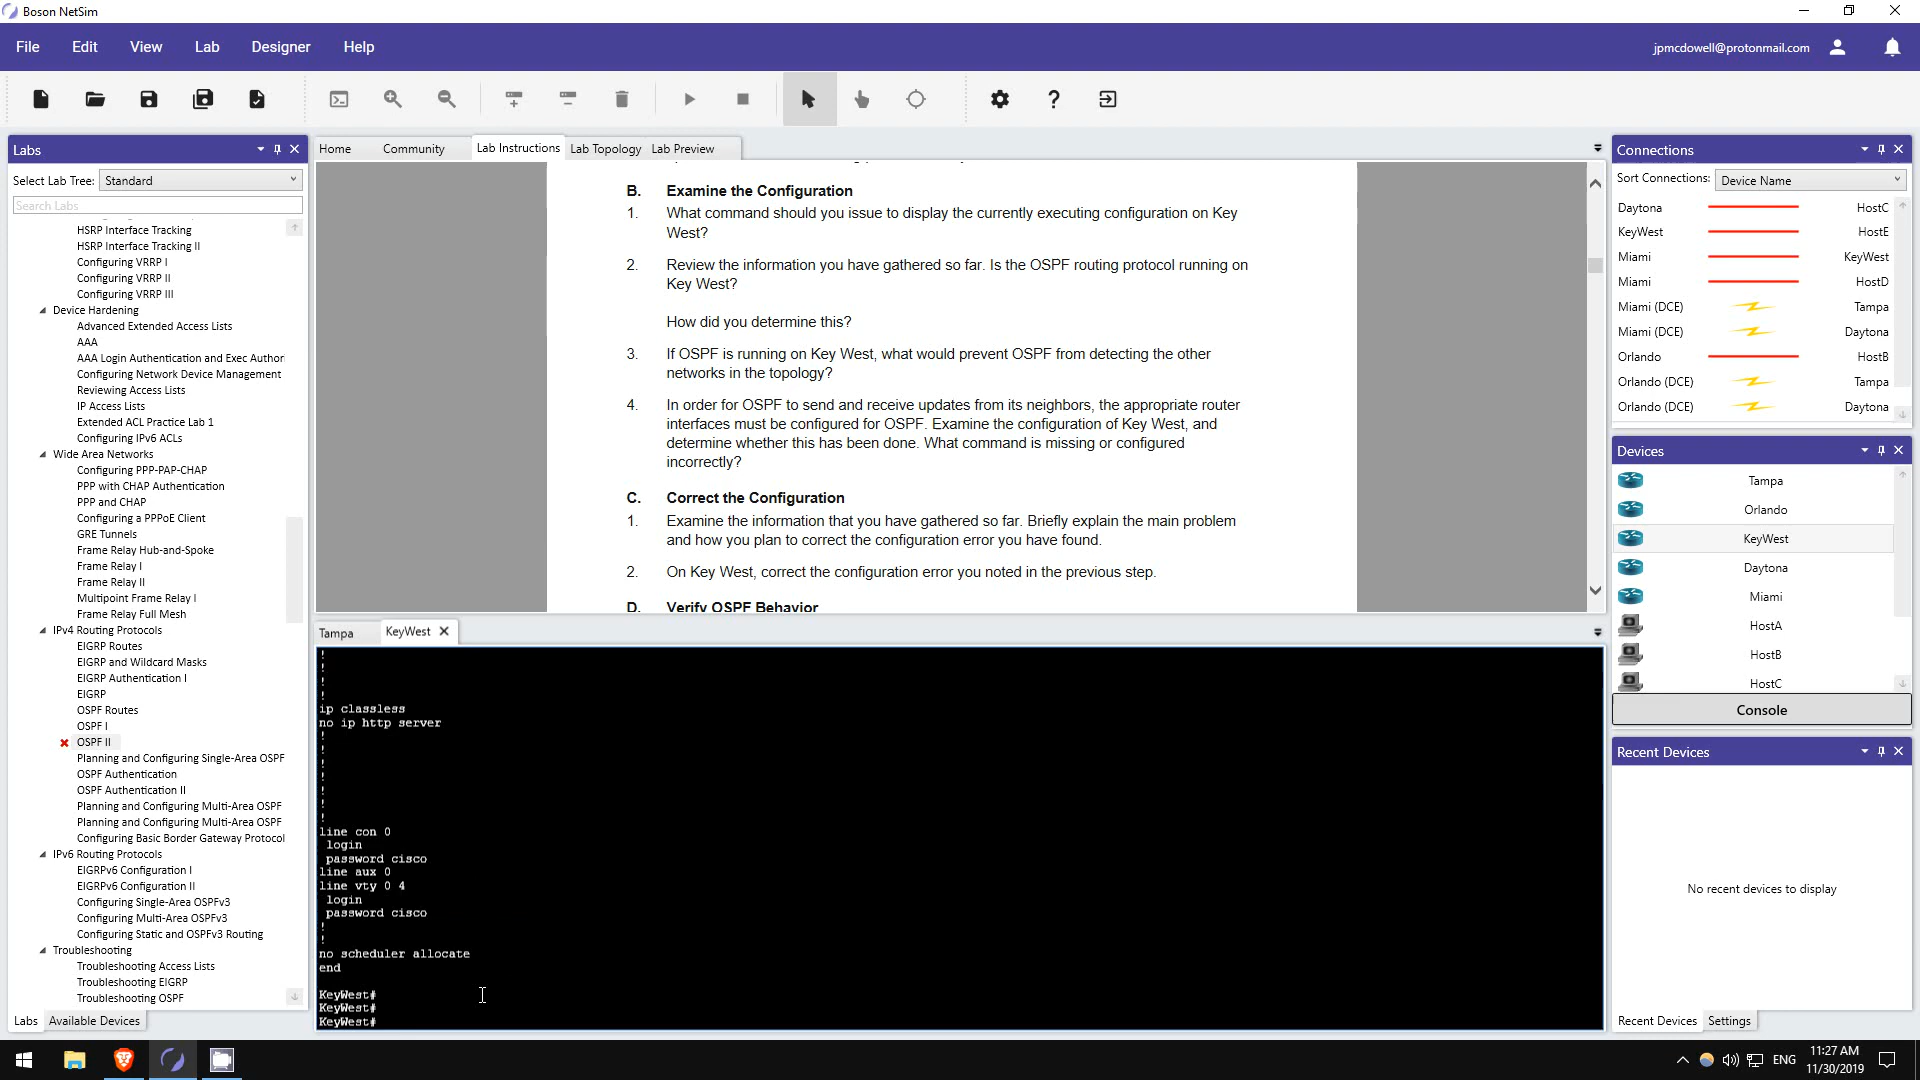 Boson NetSim
File
Edit
View
Lab
Designer
Help
jpmcdowell@protonmail.com
Labs
Select Lab Tree:
Standard
Search Labs
HSRP Interface Tracking
HSRP Interface Tracking II
Configuring VRRP I
Configuring VRRP II
Configuring VRRP III
Device Hardening
Advanced Extended Access Lists
AAA
AAA Login Authentication and Exec Author
Configuring Network Device Management
Reviewing Access Lists
IP Access Lists
Extended ACL Practice Lab 1
Configuring IPv6 ACLs
Wide Area Networks
Configuring PPP-PAP-CHAP
PPP with CHAP Authentication
PPP and CHAP
Configuring a PPPoE Client
GRE Tunnels
Frame Relay Hub-and-Spoke
Frame Relay I
Frame Relay II
Multipoint Frame Relay I
Frame Relay Full Mesh
IPv4 Routing Protocols
EIGRP Routes
EIGRP and Wildcard Masks
EIGRP Authentication I
EIGRP
OSPF Routes
OSPF I
OSPF II
Planning and Configuring Single-Area OSPF
OSPF Authentication
OSPF Authentication II
Planning and Configuring Multi-Area OSPF
Planning and Configuring Multi-Area OSPF
Configuring Basic Border Gateway Protocol
IPv6 Routing Protocols
EIGRPv6 Configuration I
EIGRPv6 Configuration II
Configuring Single-Area OSPFv3
Configuring Multi-Area OSPFv3
Configuring Static and OSPFv3 Routing
Troubleshooting
Troubleshooting Access Lists
Troubleshooting EIGRP
Troubleshooting OSPF
Labs
Available Devices
Home
Community
Lab Instructions
Lab Topology
Lab Preview
B. Examine the Configuration
1. What command should you issue to display the currently executing configuration on Key
West?
2. Review the information you have gathered so far. Is the OSPF routing protocol running on
Key West?
How did you determine this?
3. If OSPF is running on Key West, what would prevent OSPF from detecting the other
networks in the topology?
4. In order for OSPF to send and receive updates from its neighbors, the appropriate router
interfaces must be configured for OSPF. Examine the configuration of Key West, and
determine whether this has been done. What command is missing or configured
incorrectly?
C. Correct the Configuration
1. Examine the information that you have gathered so far. Briefly explain the main problem
and how you plan to correct the configuration error you have found.
2. On Key West, correct the configuration error you noted in the previous step.
D. Verify OSPF Behavior
Tampa
KeyWest
!
!
!
!
ip classless
no ip http server
!
!
!
!
!
!
!
line con 0
login
password cisco
line aux 0
line vty 0 4
login
password cisco
!
!
no scheduler allocate
end
KeyWest#
KeyWest#
KeyWest#
Connections
Sort Connections:
Device Name
Daytona HostC
KeyWest HostE
Miami KeyWest
Miami HostD
Miami (DCE) Tampa
Miami (DCE) Daytona
Orlando HostB
Orlando (DCE) Tampa
Orlando (DCE) Daytona
Devices
Tampa
Orlando
KeyWest
Daytona
Miami
HostA
HostB
HostC
Console
Recent Devices
No recent devices to display
Recent Devices
Settings
ENG
11:27 AM
11/30/2019